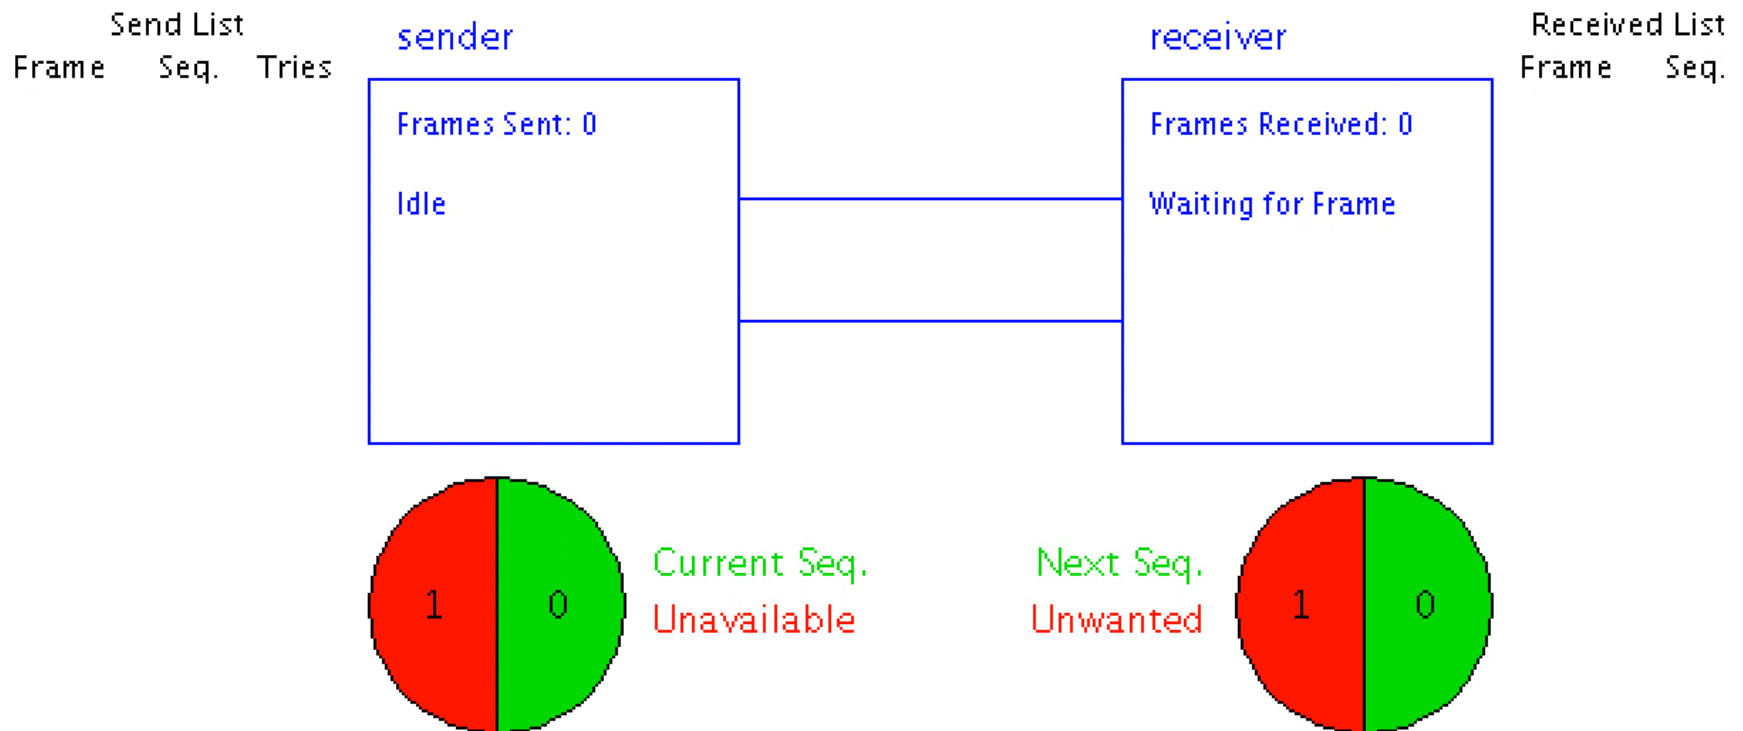 Send List
Frame Seq. Tries
sender
Frames Sent: 0
Idle
receiver
Frames Received: 0
Waiting for Frame
Received List
Frame Seq.
1 0
Current Seq.
Unavailable
Next Seq.
Unwanted
1 0